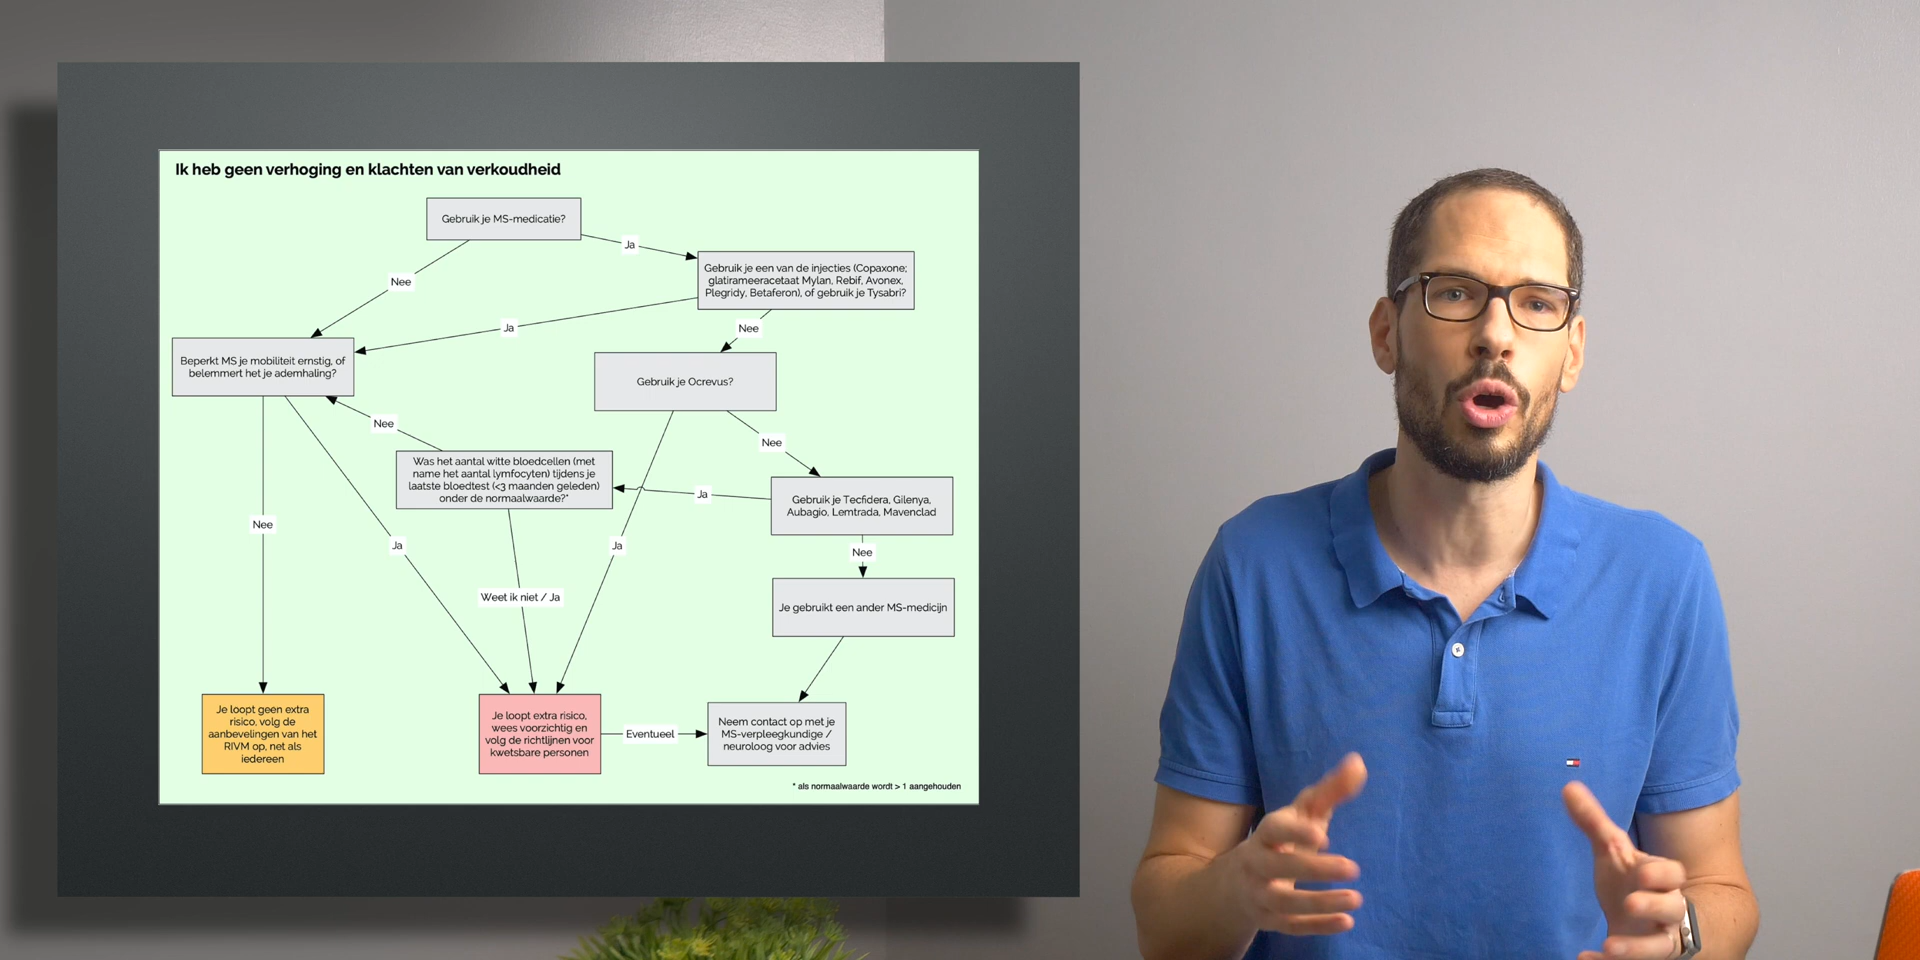 Ik heb geen verhoging en klachten van verkoudheid
Gebruik je MS-medicatie?
Ja
Nee
Gebruik je een van de injecties (Copaxone;
glatirameeracetaat Mylan, Rebif, Avonex,
Plegridy, Betaferon), of gebruik je Tysabri?
Ja
Nee
Beperkt MS je mobiliteit ernstig, of
belemmert het je ademhaling?
Gebruik je Ocrevus?
Nee
Nee
Was het aantal witte bloedcellen (met
name het aantal lymfocyten) tijdens je
laatste bloedtest (<3 maanden geleden)
onder de normaalwaarde?*
Ja
Gebruik je Tecfidera, Gilenya,
Aubagio, Lemtrada, Mavenclad
Nee
Ja
Ja
Nee
Weet ik niet / Ja
Je gebruikt een ander MS-medicijn
Je loopt geen extra
risico, volg de
aanbevelingen van het
RIVM op, net als
iedereen
Je loopt extra risico,
wees voorzichtig en
volg de richtlijnen voor
kwetsbare personen
Eventueel
Neem contact op met je
MS-verpleegkundige /
neuroloog voor advies
* als normaalwaarde wordt > 1 aangehouden